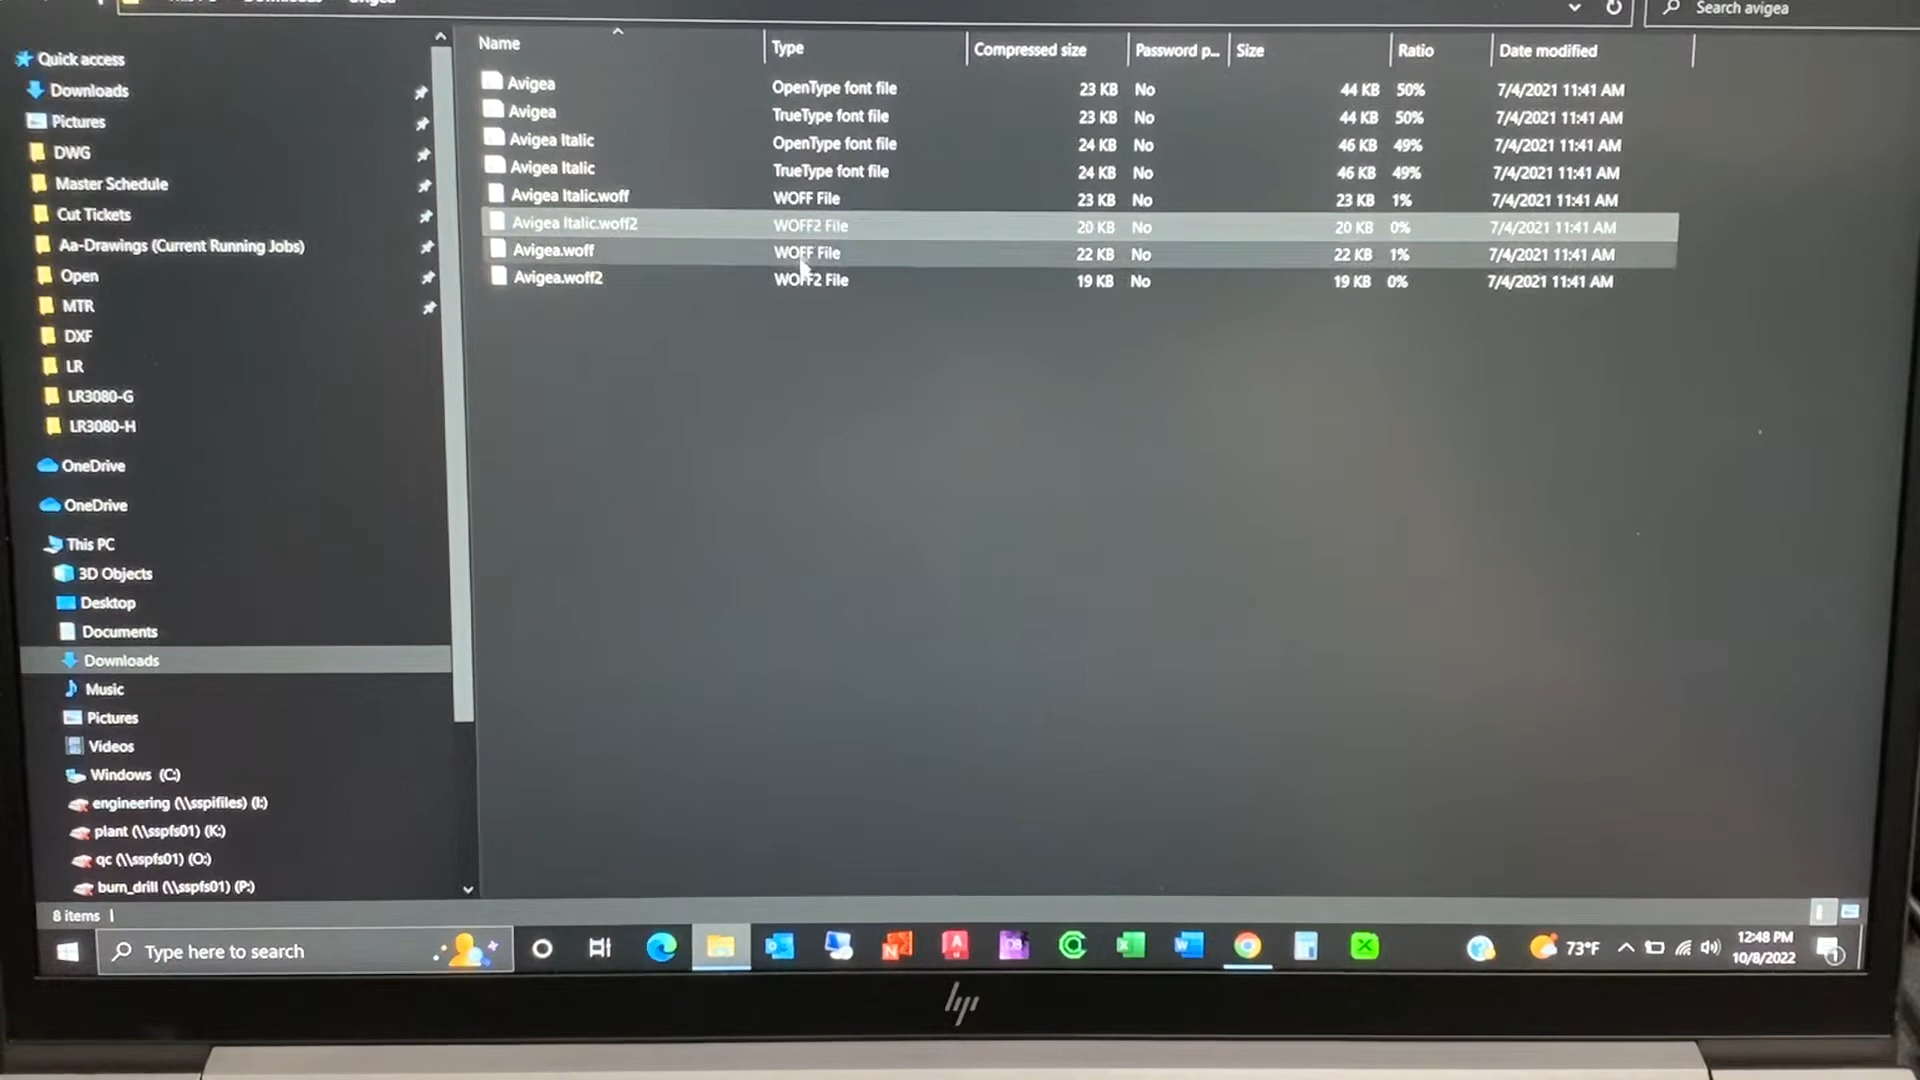 Search avigea
Name Type Compressed size Password p... Size Ratio Date modified
Avigea OpenType font file 23 KB No 44 KB 50% 7/4/2021 11:41 AM
Avigea TrueType font file 23 KB No 44 KB 50% 7/4/2021 11:41 AM
Avigea Italic OpenType font file 24 KB No 46 KB 49% 7/4/2021 11:41 AM
Avigea Italic TrueType font file 24 KB No 46 KB 49% 7/4/2021 11:41 AM
Avigea Italic.woff WOFF File 23 KB No 23 KB 1% 7/4/2021 11:41 AM
Avigea Italic.woff2 WOFF2 File 20 KB No 20 KB 0% 7/4/2021 11:41 AM
Avigea.woff WOFF File 22 KB No 22 KB 1% 7/4/2021 11:41 AM
Avigea.woff2 WOFF2 File 19 KB No 19 KB 0% 7/4/2021 11:41 AM
Quick access
Downloads
Pictures
DWG
Master Schedule
Cut Tickets
Aa-Drawings (Current Running Jobs)
Open
MTR
DXF
LR
LR3080-G
LR3080-H
OneDrive
OneDrive
This PC
3D Objects
Desktop
Documents
Downloads
Music
Pictures
Videos
Windows (C:)
engineering (\\sspifiles) (I:)
plant (\\sspfs01) (K:)
qc (\\sspfs01) (O:)
burn_drill (\\sspfs01) (P:)
8 items
Type here to search
73°F
12:48 PM
10/8/2022
hp